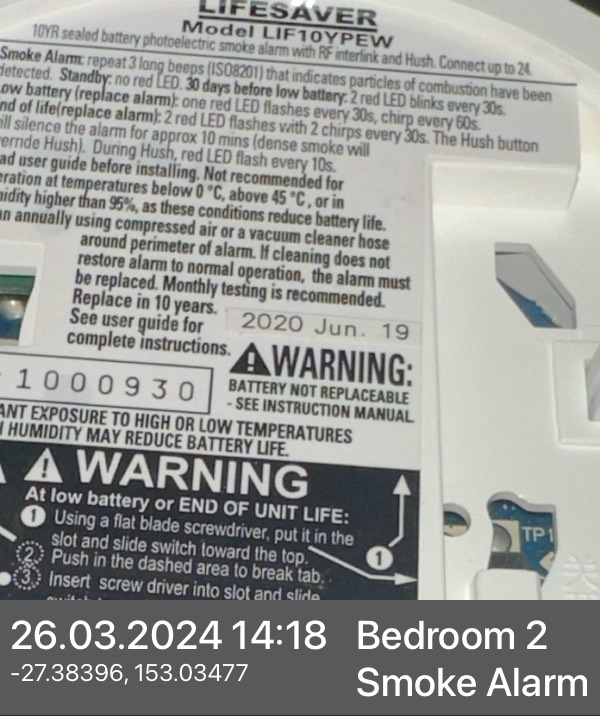 LIFESAVER
Model LIF10YPEW
10YR sealed battery photoelectric smoke alarm with RF interlink and Hush. Connect up to 24.
Smoke Alarm: repeat 3 long beeps (ISO8201) that indicates particles of combustion have been
detected. Standby: no red LED. 30 days before low battery: 2 red LED blinks every 30s.
ow battery (replace alarm): one red LED flashes every 30s, chirp every 60s.
nd of life(replace alarm): 2 red LED flashes with 2 chirps every 30s. The Hush button
ill silence the alarm for approx 10 mins (dense smoke will
vernde Hush). During Hush, red LED flash every 10s.
ad user guide before installing. Not recommended for
eration at temperatures below 0 °C, above 45 °C, or in
nidity higher than 95%, as these conditions reduce battery life.
an annually using compressed air or a vacuum cleaner hose
around perimeter of alarm. If cleaning does not
restore alarm to normal operation, the alarm must
be replaced. Monthly testing is recommended.
Replace in 10 years.
See user guide for
complete instructions.
2020 Jun. 19
1000930
WARNING:
BATTERY NOT REPLACEABLE
- SEE INSTRUCTION MANUAL
ANT EXPOSURE TO HIGH OR LOW TEMPERATURES
HUMIDITY MAY REDUCE BATTERY LIFE.
WARNING
At low battery or END OF UNIT LIFE:
1 Using a flat blade screwdriver, put it in the
slot and slide switch toward the top.
2 Push in the dashed area to break tab
3 Insert screw driver into slot and slide
1
TP1
26.03.2024 14:18
-27.38396, 153.03477
Bedroom 2
Smoke Alarm